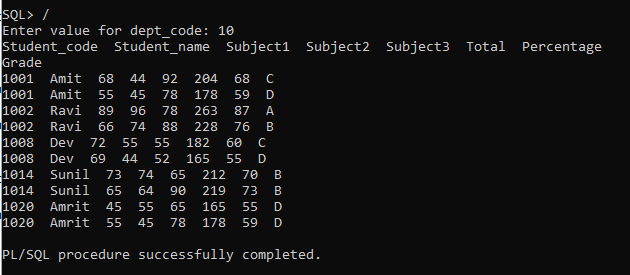 SQL> /
Enter value for dept_code: 10
Student_code  Student_name  Subject1  Subject2  Subject3  Total  Percentage
Grade
1001  Amit  68  44  92  204  68  C
1001  Amit  55  45  78  178  59  D
1002  Ravi  89  96  78  263  87  A
1002  Ravi  66  74  88  228  76  B
1008  Dev  72  55  55  182  60  C
1008  Dev  69  44  52  165  55  D
1014  Sunil  73  74  65  212  70  B
1014  Sunil  65  64  90  219  73  B
1020  Amrit  45  55  65  165  55  D
1020  Amrit  55  45  78  178  59  D
PL/SQL procedure successfully completed.